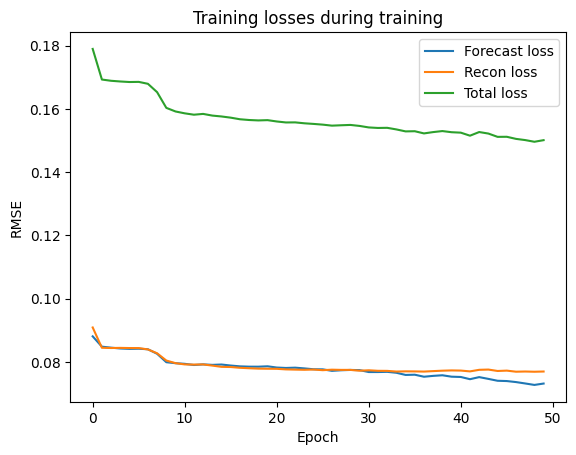 Training losses during training
Forecast loss
Recon loss
Total loss
0.18
0.16
0.14
0.12
0.10
0.08
RMSE
0 10 20 30 40 50
Epoch